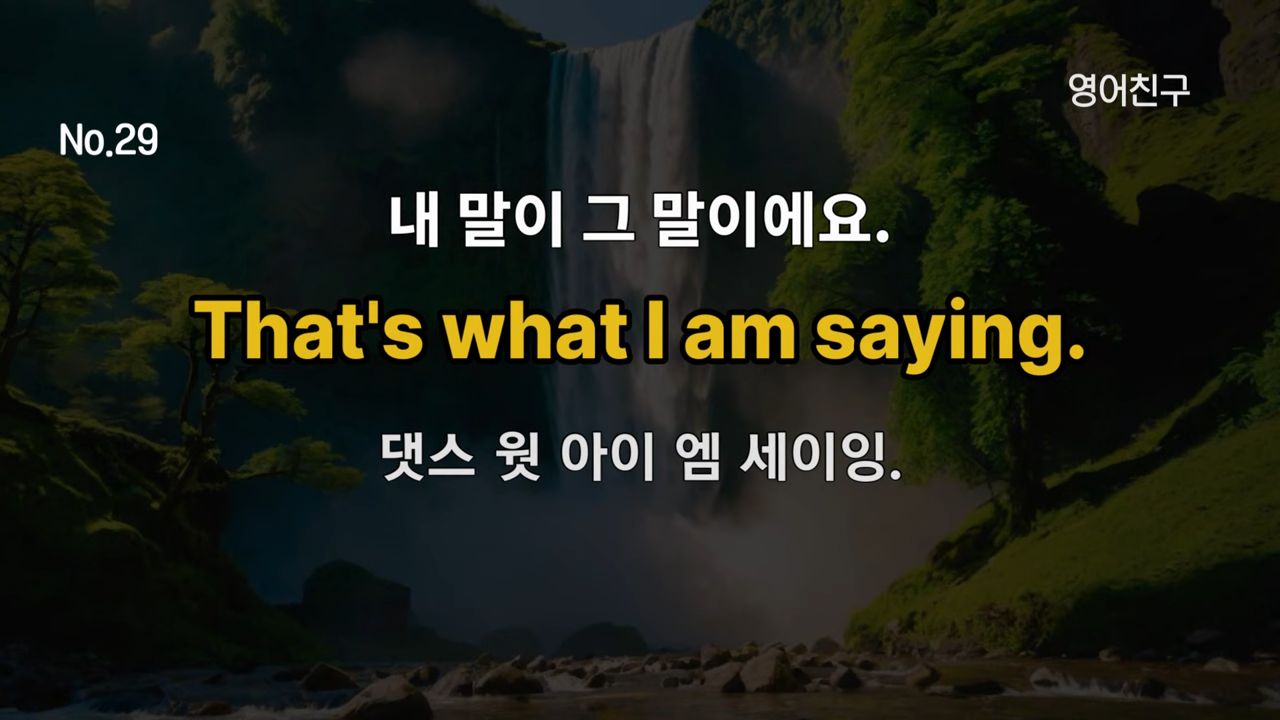 영어친구
No.29
내 말이 그 말이에요.
That's what I am saying.
댓스 윗 아이 엠 세이잉.